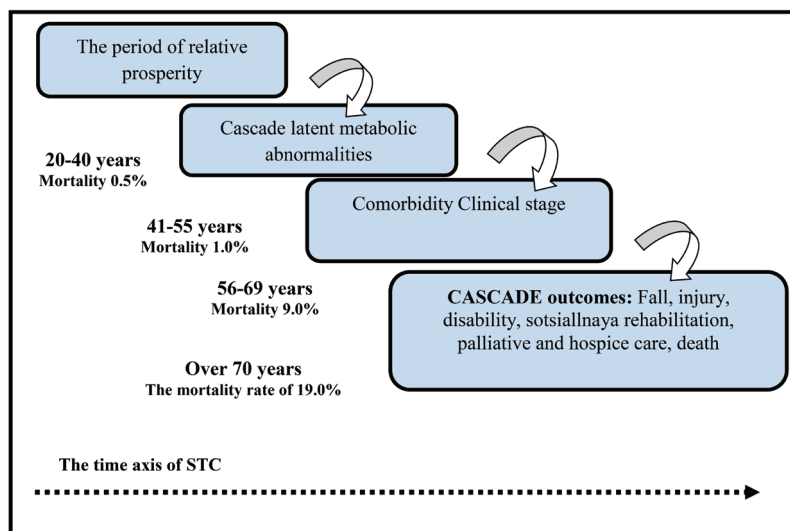 The period of relative
prosperity
Cascade latent metabolic
abnormalities
20-40 years
Mortality 0.5%
Comorbidity Clinical stage
41-55 years
Mortality 1.0%
56-69 years
Mortality 9.0%
CASCADE outcomes: Fall, injury,
disability, sotsiallnaya rehabilitation,
palliative and hospice care, death
Over 70 years
The mortality rate of 19.0%
The time axis of STC